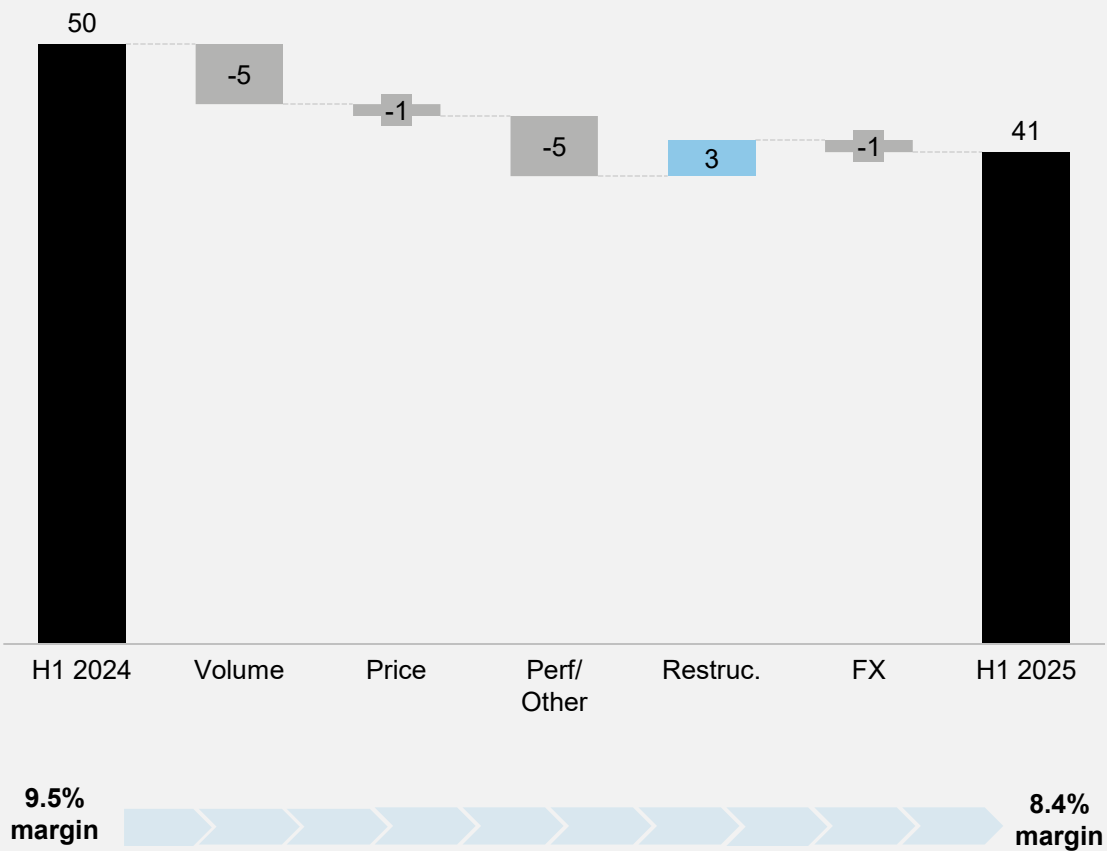 50
-5
-1
-5
3
-1
41
H1 2024
Volume
Price
Perf/
Other
Restruc.
FX
H1 2025
9.5%
margin
8.4%
margin